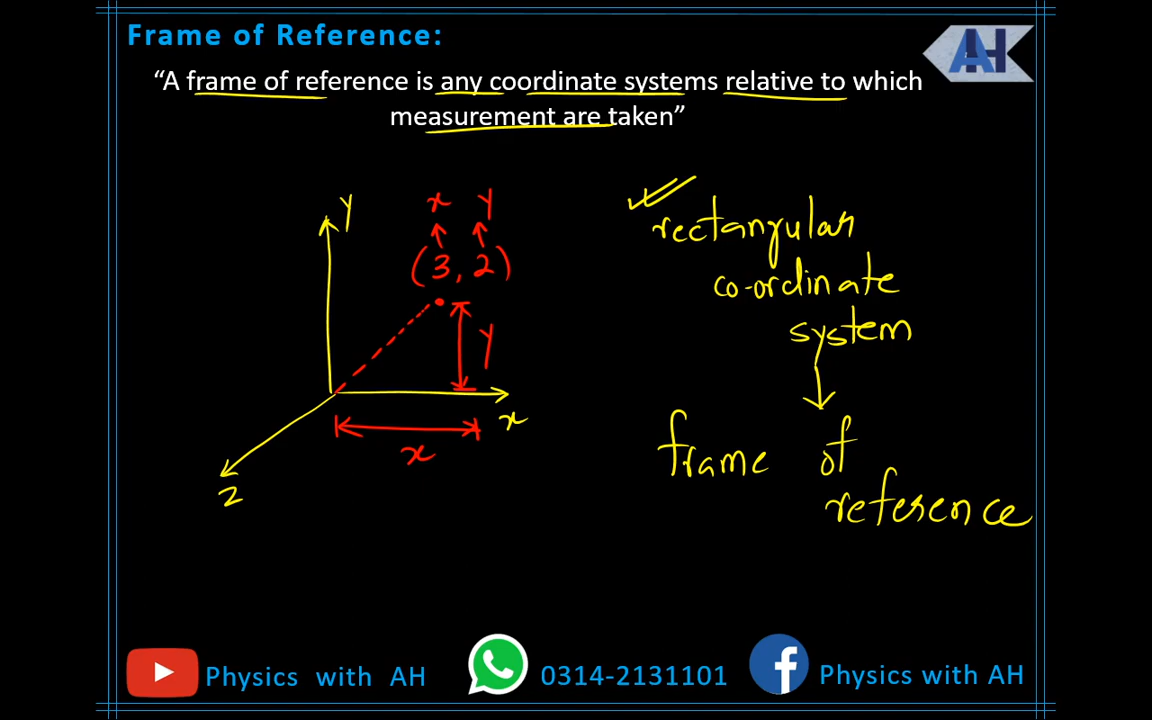 Frame of Reference:
AH
“A frame of reference is any coordinate systems relative to which
measurement are taken”
y
x y
(3, 2)
y
x
x
z
rectangular
co-ordinate
system
frame of
reference
Physics with AH
0314-2131101
Physics with AH